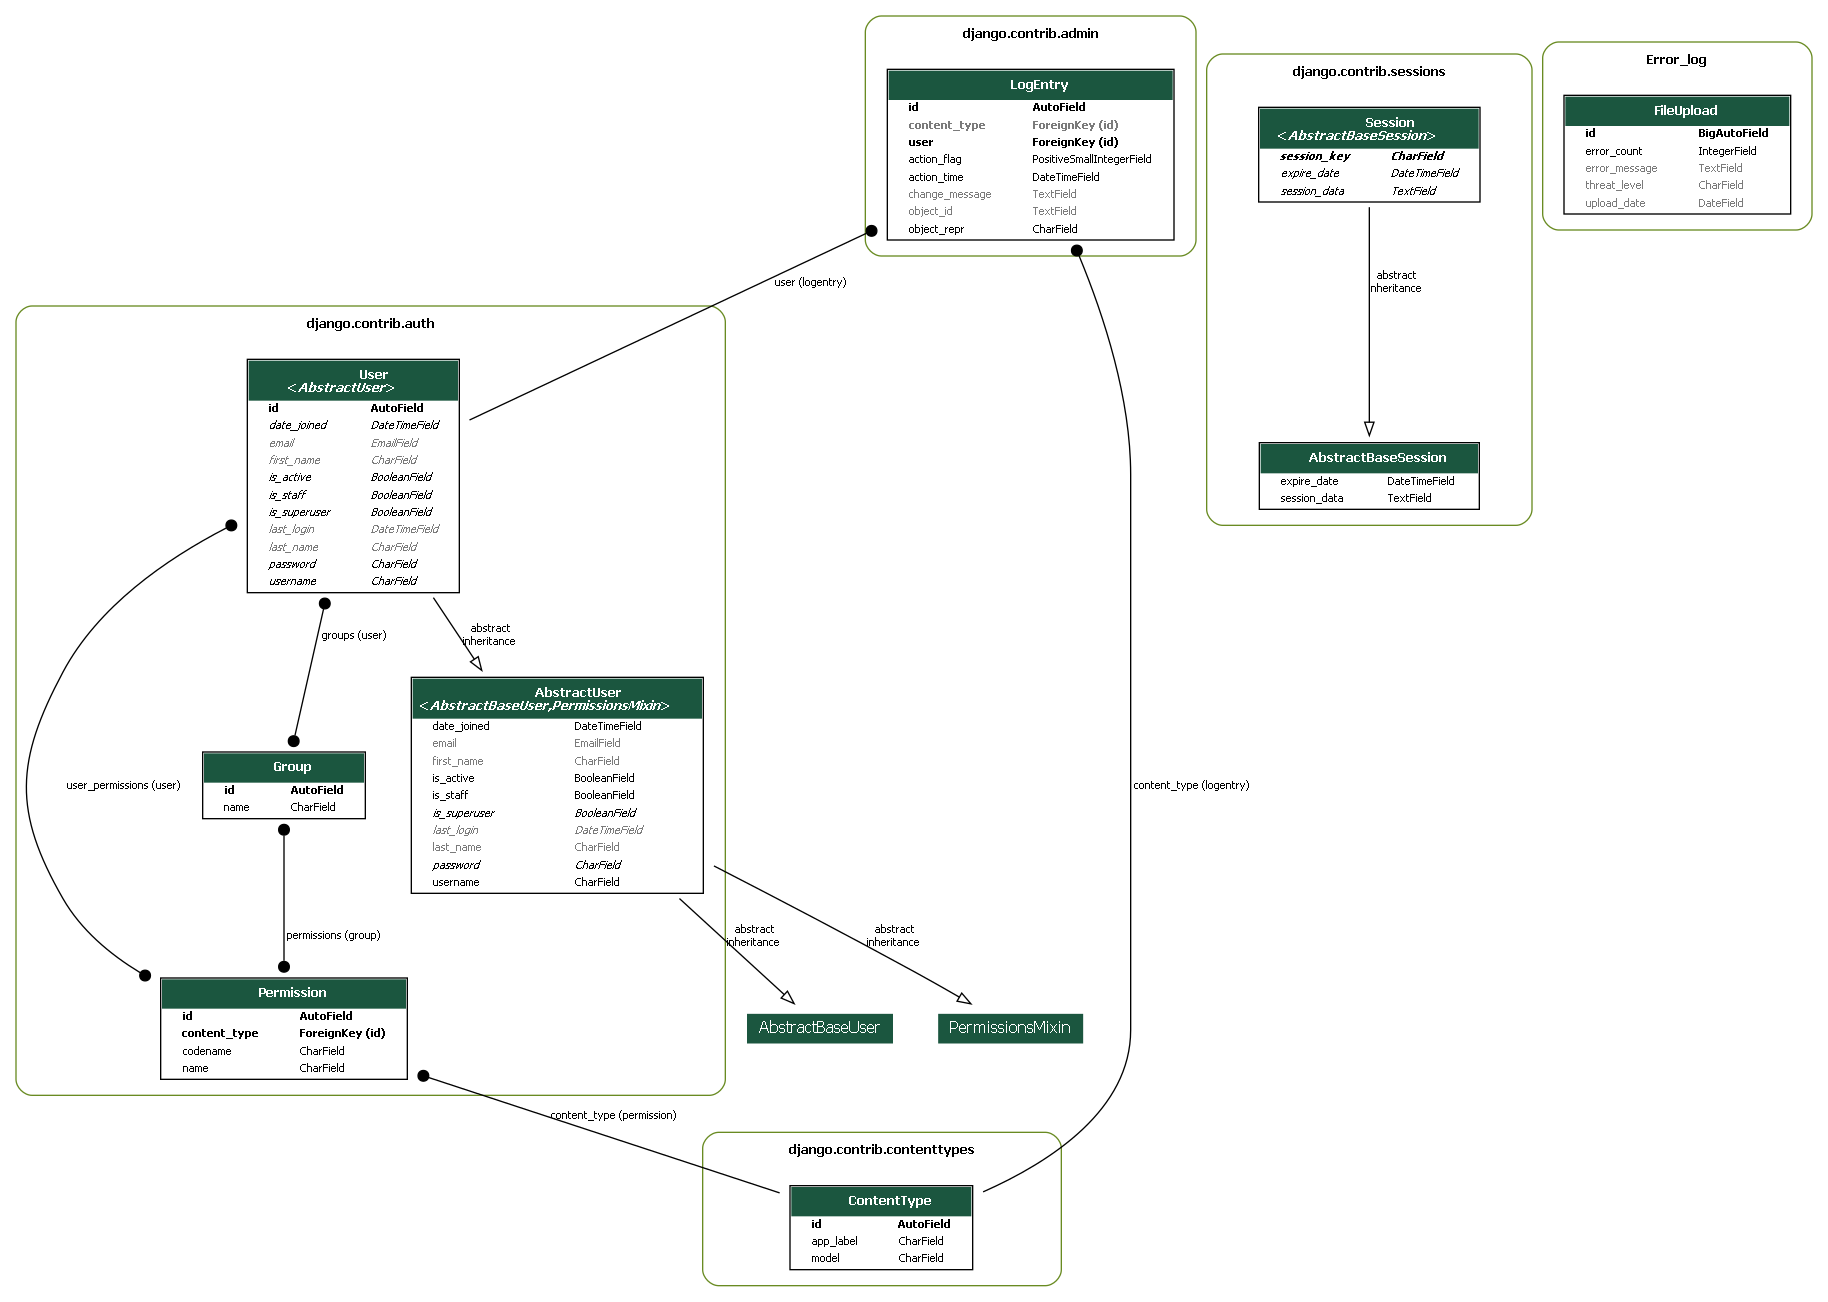 django.contrib.admin
LogEntry
id AutoField
content_type ForeignKey (id)
user ForeignKey (id)
action_flag PositiveSmallIntegerField
action_time DateTimeField
change_message TextField
object_id TextField
object_repr CharField
django.contrib.sessions
Session
<AbstractBaseSession>
session_key CharField
expire_date DateTimeField
session_data TextField
abstract
inheritance
AbstractBaseSession
expire_date DateTimeField
session_data TextField
Error_log
FileUpload
id BigAutoField
error_count IntegerField
error_message TextField
threat_level CharField
upload_date DateField
user (logentry)
django.contrib.auth
User
<AbstractUser>
id AutoField
date_joined DateTimeField
email EmailField
first_name CharField
is_active BooleanField
is_staff BooleanField
is_superuser BooleanField
last_login DateTimeField
last_name CharField
password CharField
username CharField
groups (user)
abstract
inheritance
AbstractUser
<AbstractBaseUser,PermissionsMixin>
date_joined DateTimeField
email EmailField
first_name CharField
is_active BooleanField
is_staff BooleanField
is_superuser BooleanField
last_login DateTimeField
last_name CharField
password CharField
username CharField
Group
id AutoField
name CharField
user_permissions (user)
content_type (logentry)
permissions (group)
abstract
inheritance
abstract
inheritance
Permission
id AutoField
content_type ForeignKey (id)
codename CharField
name CharField
AbstractBaseUser
PermissionsMixin
content_type (permission)
django.contrib.contenttypes
ContentType
id AutoField
app_label CharField
model CharField